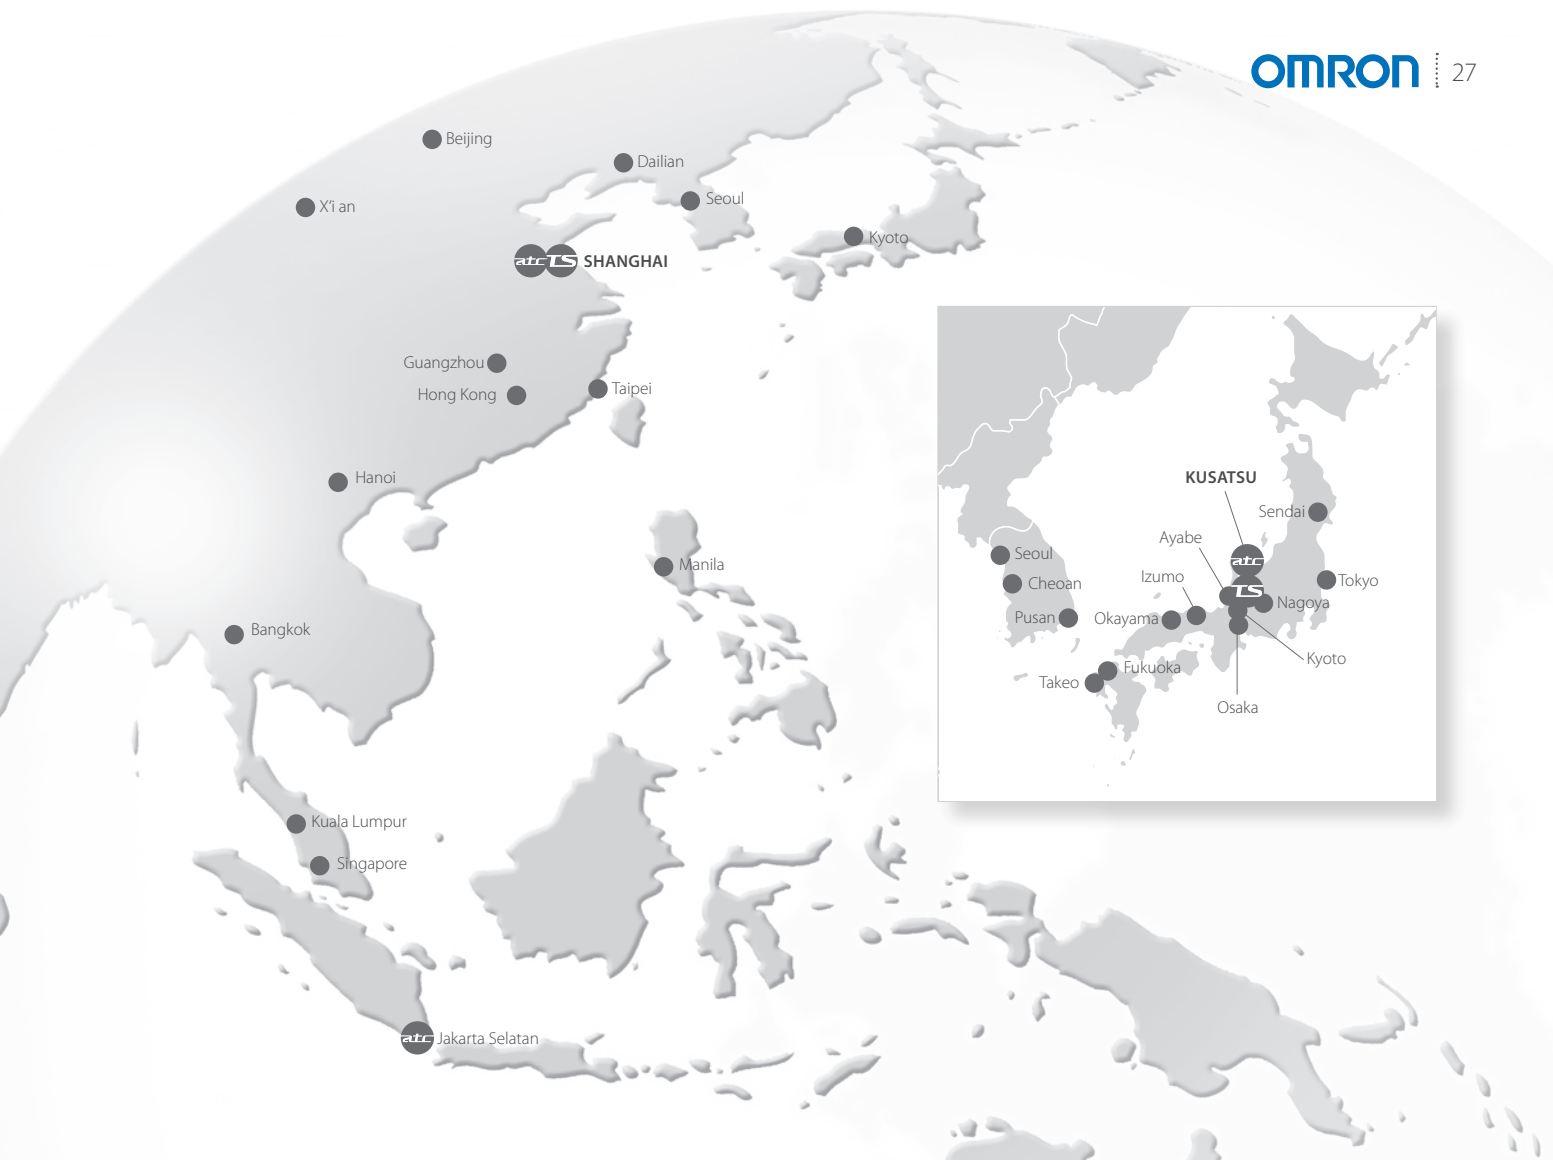 OMRON
27
Beijing
Dailian
X'i an
Seoul
Kyoto
atc TS SHANGHAI
Guangzhou
Hong Kong
Taipei
Hanoi
Manila
Bangkok
Kuala Lumpur
Singapore
atc Jakarta Selatan
KUSATSU
Sendai
Ayabe
atc
Seoul
Izumo
Tokyo
Cheoan
TS
Nagoya
Pusan
Okayama
Kyoto
Fukuoka
Takeo
Osaka